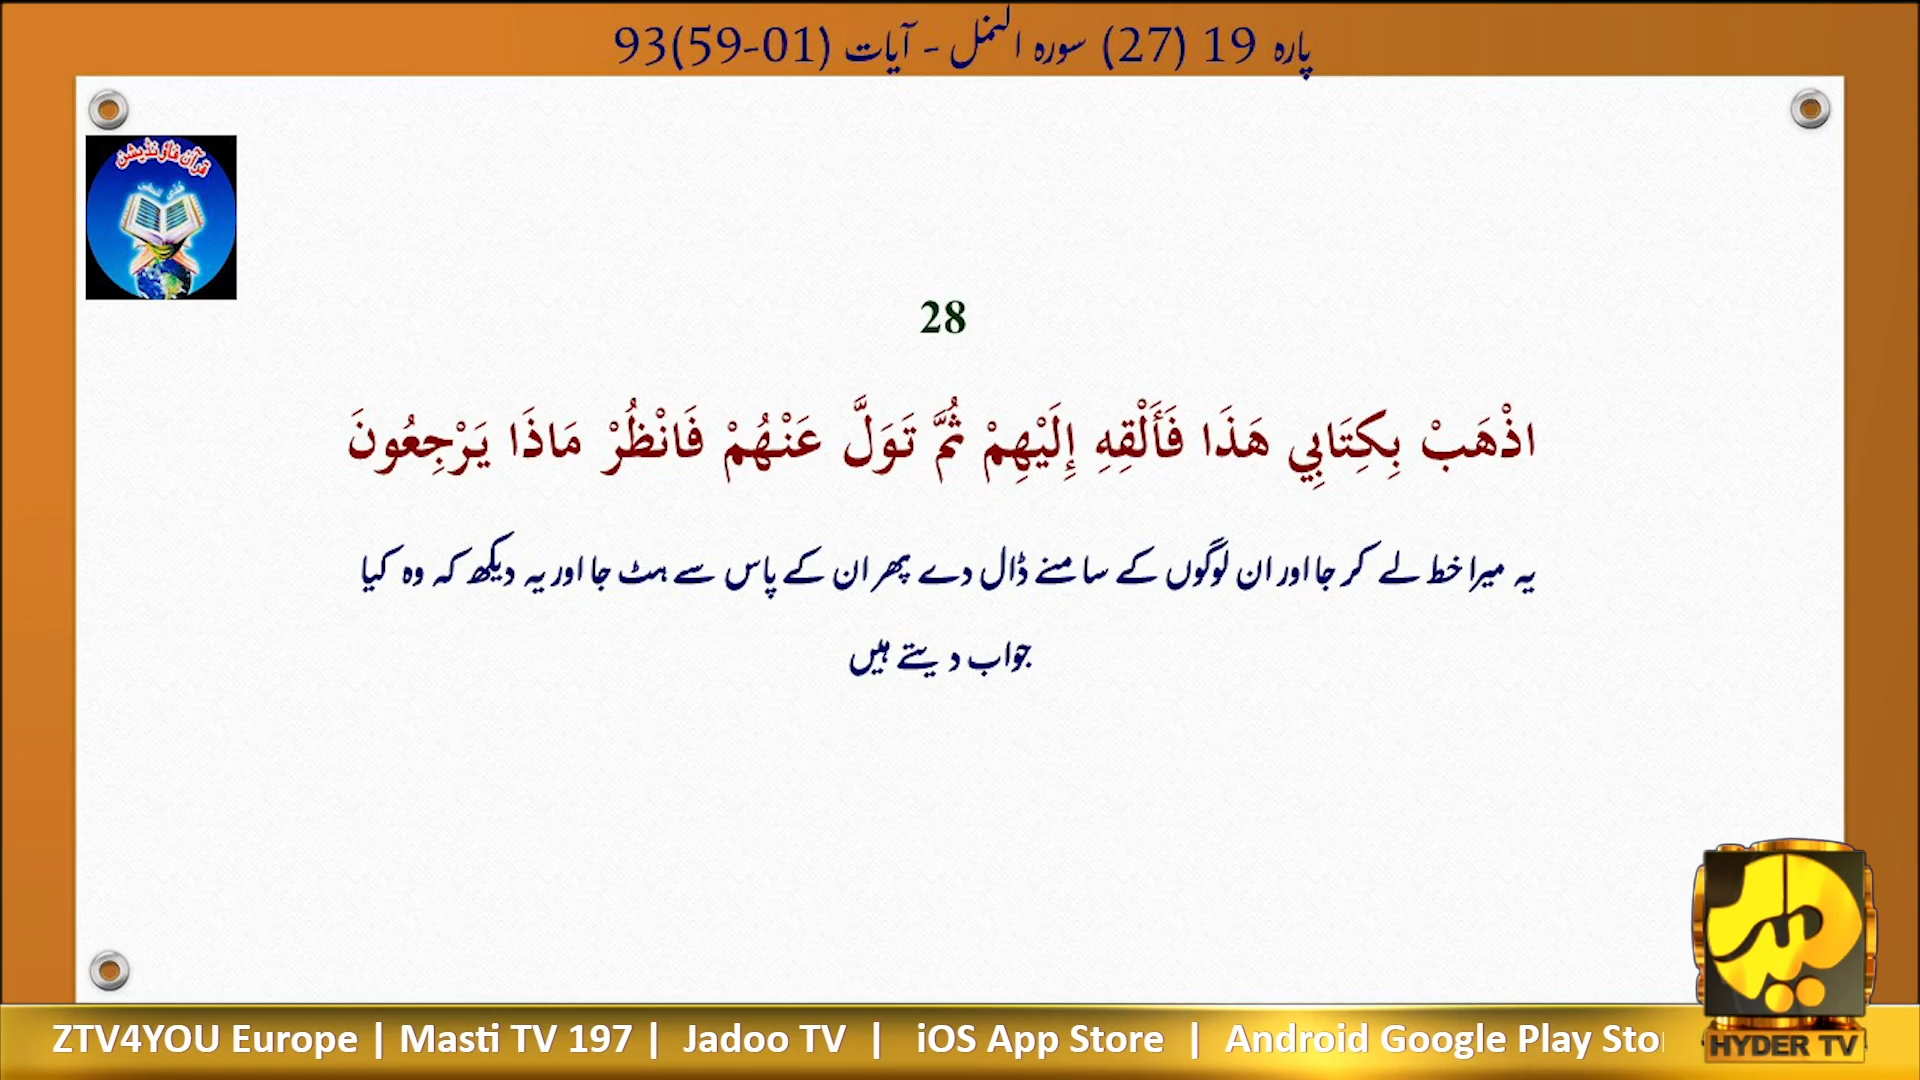 پارہ 19 (27) سورہ النمل - آیات (01-59)93
قرآن فاؤنڈیشن
28
اذْهَبْ بِكِتَابِي هَذَا فَأَلْقِهِ إِلَيْهِمْ ثُمَّ تَوَلَّ عَنْهُمْ فَانْظُرْ مَاذَا يَرْجِعُونَ
یہ میرا خط لے کر جا اور ان لوگوں کے سامنے ڈال دے پھر ان کے پاس سے ہٹ جا اور یہ دیکھ کہ وہ کیا
جواب دیتے ہیں
ZTV4YOU Europe | Masti TV 197 | Jadoo TV | iOS App Store | Android Google Play Sto
HYDER TV